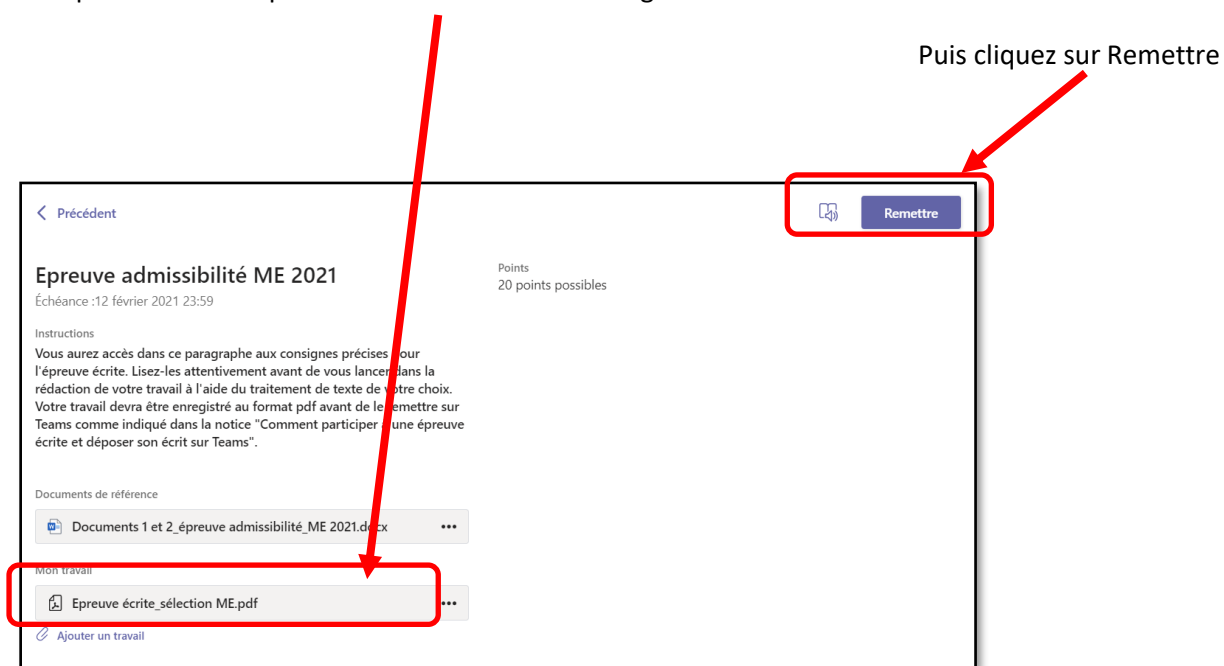 Puis cliquez sur Remettre
Précédent
Remettre
Epreuve admissibilité ME 2021
Échéance :12 février 2021 23:59
Points
20 points possibles
Instructions
Vous aurez accès dans ce paragraphe aux consignes précises pour
l'épreuve écrite. Lisez-les attentivement avant de vous lancer dans la
rédaction de votre travail à l'aide du traitement de texte de votre choix.
Votre travail devra être enregistré au format pdf avant de le remettre sur
Teams comme indiqué dans la notice "Comment participer à une épreuve
écrite et déposer son écrit sur Teams".
Documents de référence
Documents 1 et 2_épreuve admissibilité_ME 2021.docx
Mon travail
Epreuve écrite_sélection ME.pdf
Ajouter un travail